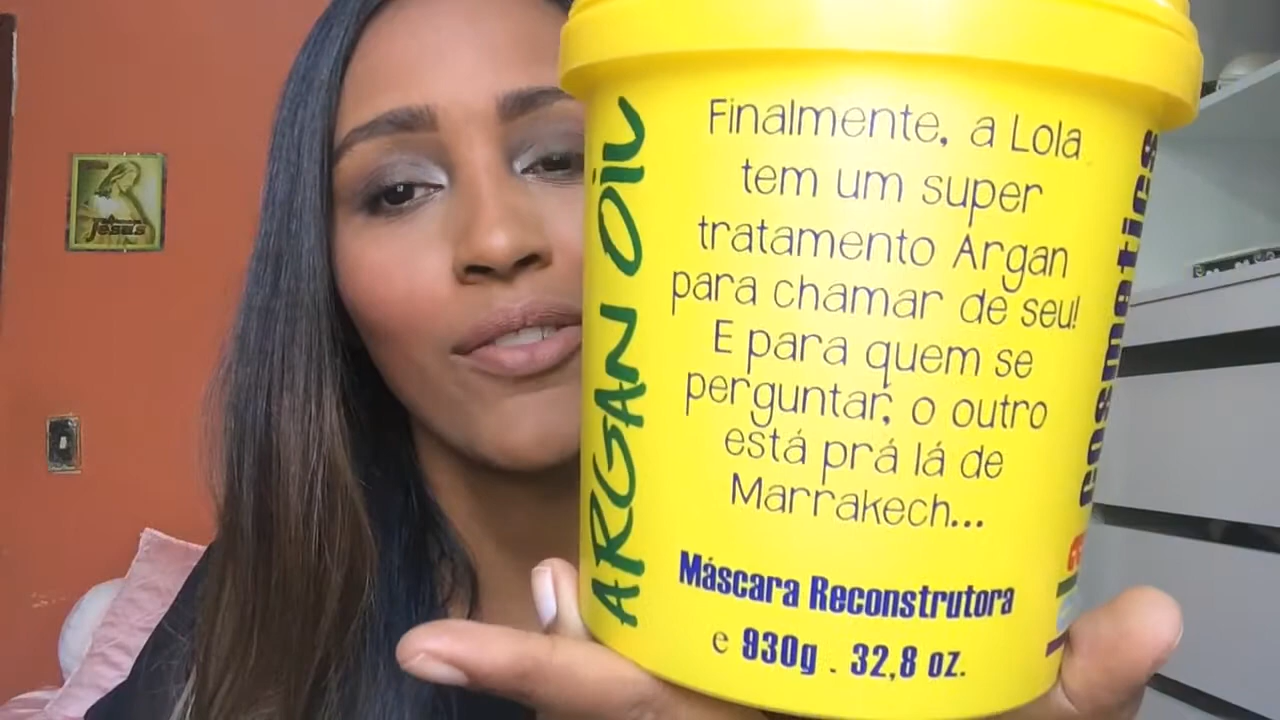 ARGAN OIL
Finalmente, a Lola
tem um super
tratamento Argan
para chamar de seu!
E para quem se
perguntar, o outro
está prá lá de
Marrakech...
Máscara Reconstrutora
e 930g . 32,8 oz.
cosmetics
Jesus